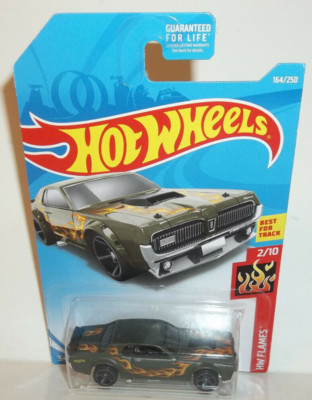 GUARANTEED
FOR LIFE
164/250
HOT WHEELS
BEST
FOR
TRACK
2/10
HW FLAMES